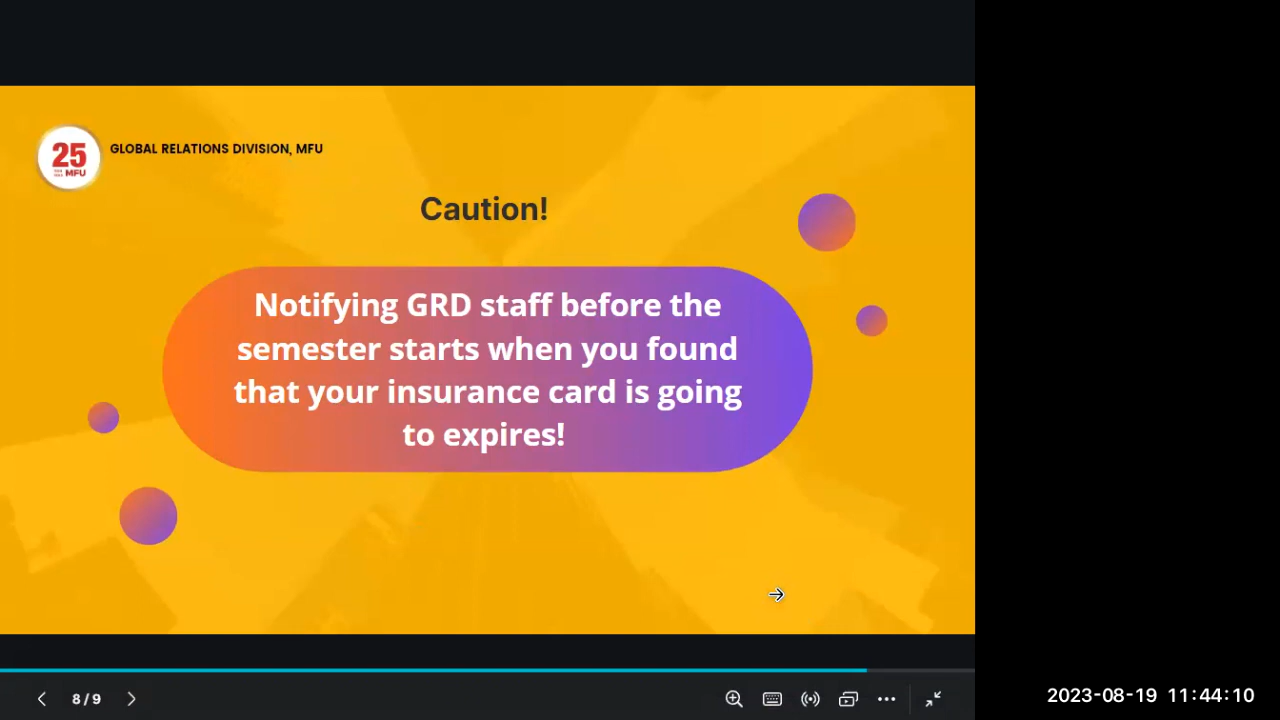 25
MFU
GLOBAL RELATIONS DIVISION, MFU
Caution!
Notifying GRD staff before the
semester starts when you found
that your insurance card is going
to expires!
8 / 9
2023-08-19 11:44:10